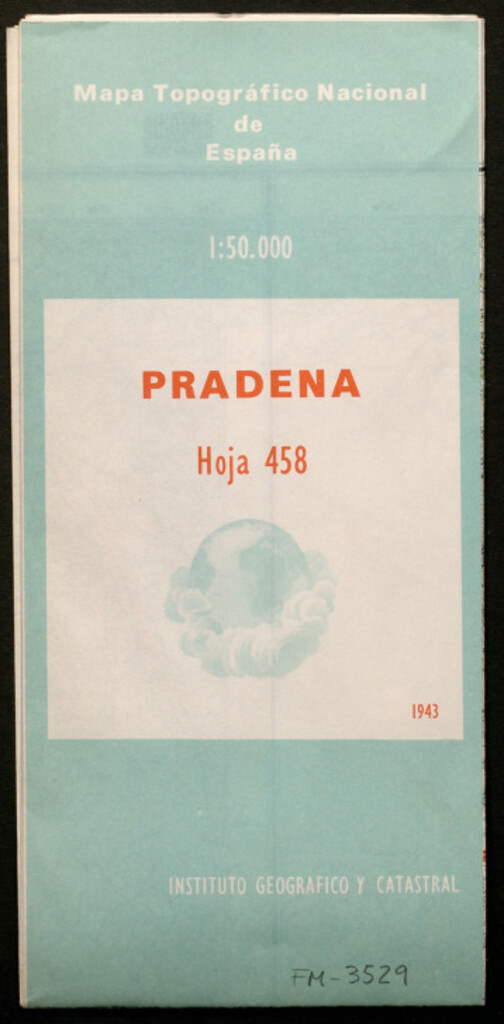 Mapa Topográfico Nacional
de
España
1:50.000
PRADENA
Hoja 458
1943
INSTITUTO GEOGRAFICO Y CATASTRAL
FM-3529